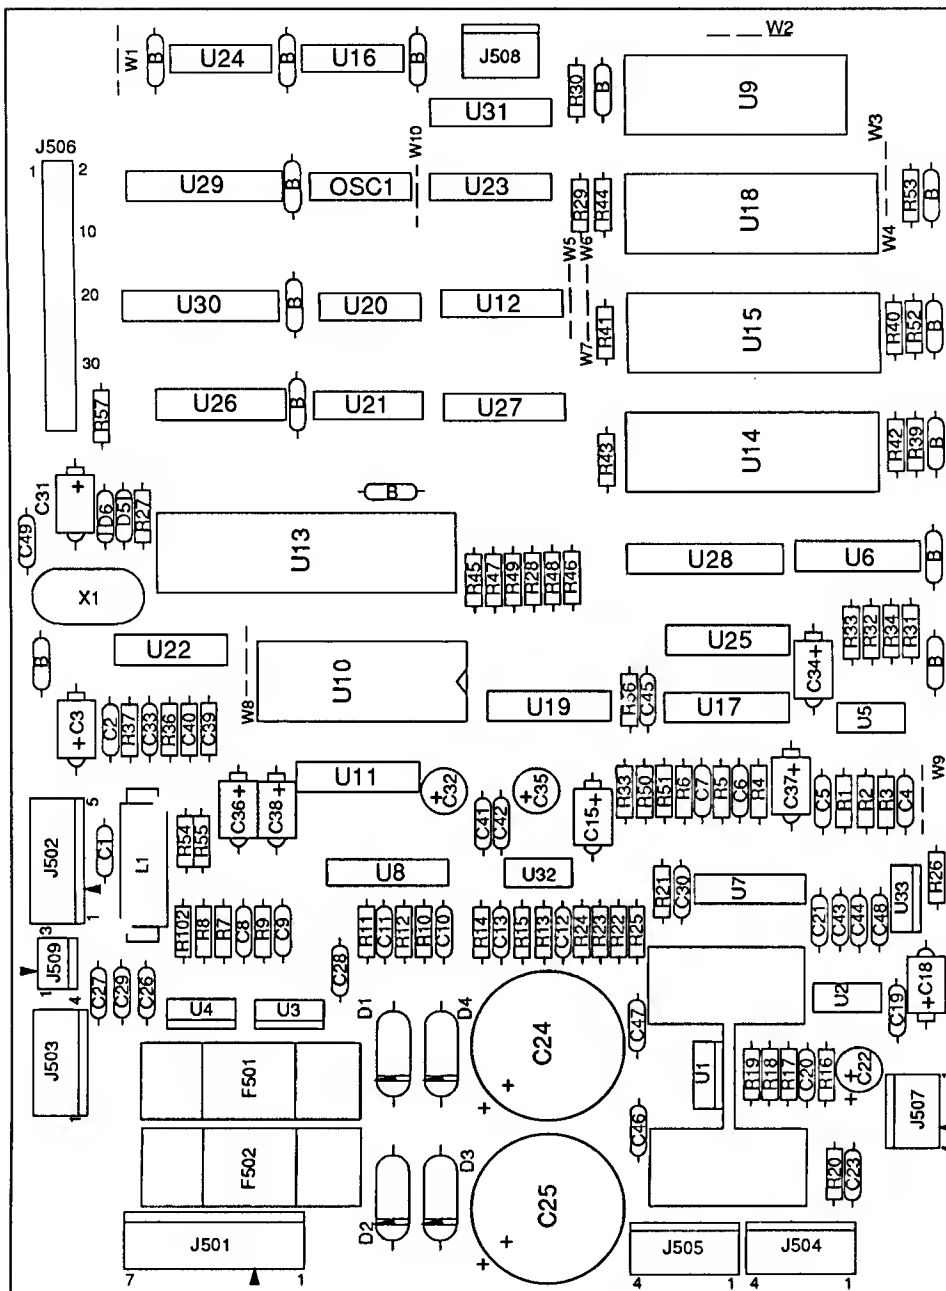 W2
W1 B U24 B U16 B J508 R30 B U9
U31 W10 W3
J506
1 2 U29 B OSC1 U23 R29 R44 U18 R53 B
10 W5 W6 W4
20 U30 B U20 U12 R41 U15 R40 R52 B
30 W7
R57 U26 B U21 U27 R43 U14 R42 R39 B
C31 + B
C49 D6 D5 R27 U13 U28 U6 B
X1 R45 R47 R49 R28 R48 R46
B U22 U10 U25 C34+ R33 R32 R34 R31 B
W8 U19 R56 C45 U17 U5
+C3 C2 R37 C33 R36 C40 C39
U11 W9
5 C36+ C38+ +C32 +C35 C15+ R33 R50 R51 R6 C7 R5 C6 R4 C37+ C5 R1 R2 R3 C4
J502 C1 L1 R54 R55 C41 C42
1 U8 U32 R21 C30 U7 U33 R26
3 R102 R8 R7 C8 R9 C9 R11 C11 R12 R10 C10 R14 C13 R15 R13 C12 R24 R23 R22 R25 C21 C43 C44 C48
J509 C28
1 4 C27 C29 C26 U2 C19 +C18
U4 U3 D1 D4 C24 C47
J503 F501 + + U1 R19 R18 R17 C20 R16 + C22 +
1 J507
C46
F502 D3 C25 R20 C23
D2 + +
J501 J505 J504
7 1 4 1 4 1